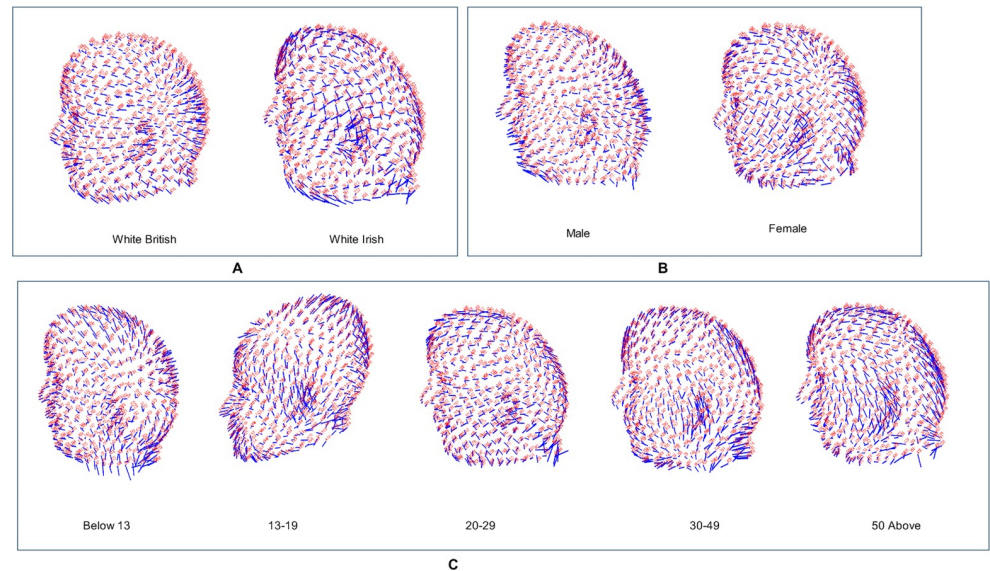 White British
White Irish
A
Male
Female
B
Below 13
13-19
20-29
30-49
50 Above
C